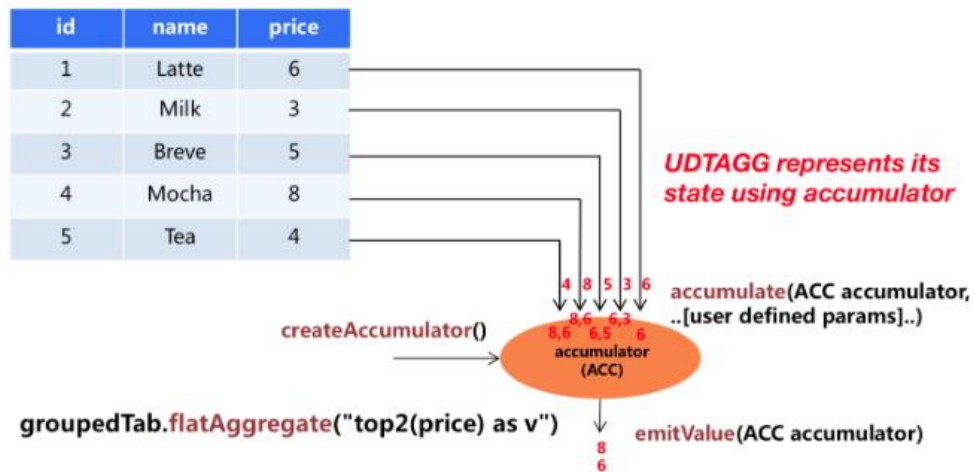 id name price
1 Latte 6
2 Milk 3
3 Breve 5
4 Mocha 8
5 Tea 4
UDTAGG represents its
state using accumulator
4 8 5 3 6
accumulate(ACC accumulator,
..[user defined params]..)
8,6 6,3
8,6 6,5 6
createAccumulator()
accumulator
(ACC)
groupedTab.flatAggregate("top2(price) as v")
emitValue(ACC accumulator)
8
6